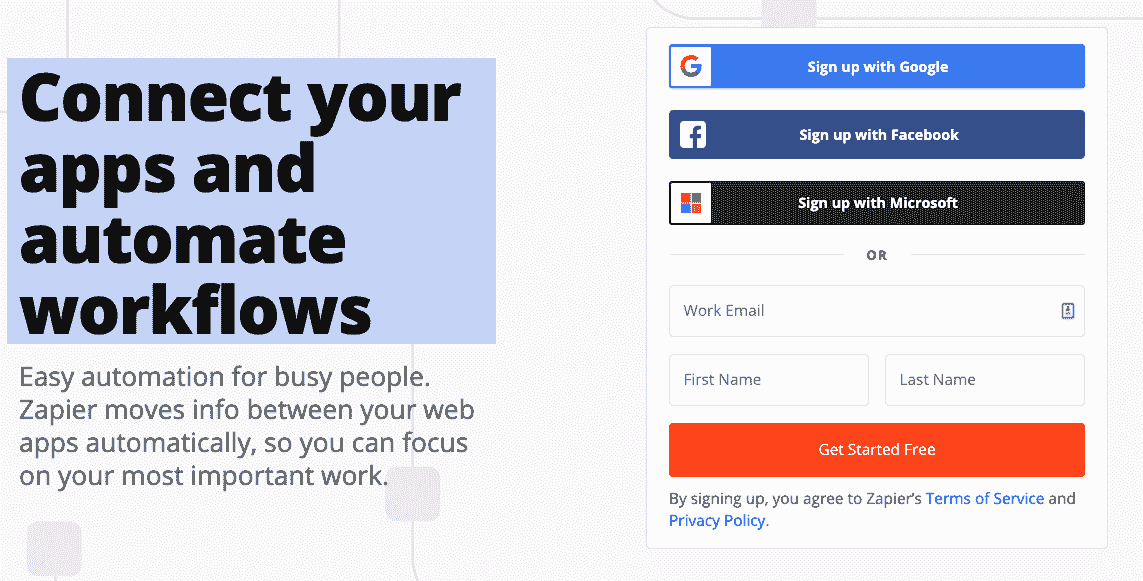 Connect your
apps and
automate
workflows
Easy automation for busy people.
Zapier moves info between your web
apps automatically, so you can focus
on your most important work.
Sign up with Google
Sign up with Facebook
Sign up with Microsoft
OR
Work Email
First Name
Last Name
Get Started Free
By signing up, you agree to Zapier’s Terms of Service and
Privacy Policy.